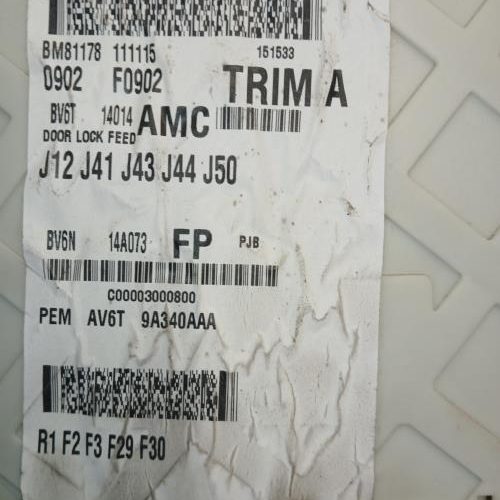 BM81178 111115 151533
0902 F0902 TRIM A
BV6T 14014 AMC
DOOR LOCK FEED
J12 J41 J43 J44 J50
BV6N 14A073 FP PJB
C00003000800
PEM AV6T 9A340AAA
R1 F2 F3 F29 F30